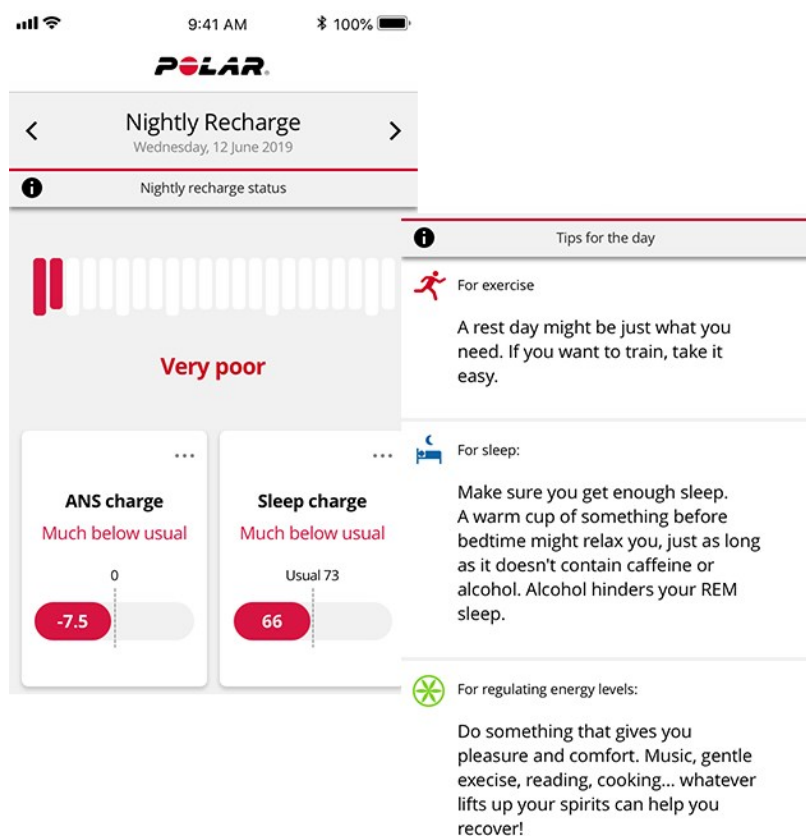 9:41 AM
100%
POLAR
Nightly Recharge
Wednesday, 12 June 2019
Nightly recharge status
Very poor
ANS charge
Much below usual
0
-7.5
Sleep charge
Much below usual
Usual 73
66
Tips for the day
For exercise
A rest day might be just what you
need. If you want to train, take it
easy.
For sleep:
Make sure you get enough sleep.
A warm cup of something before
bedtime might relax you, just as long
as it doesn't contain caffeine or
alcohol. Alcohol hinders your REM
sleep.
For regulating energy levels:
Do something that gives you
pleasure and comfort. Music, gentle
execise, reading, cooking... whatever
lifts up your spirits can help you
recover!